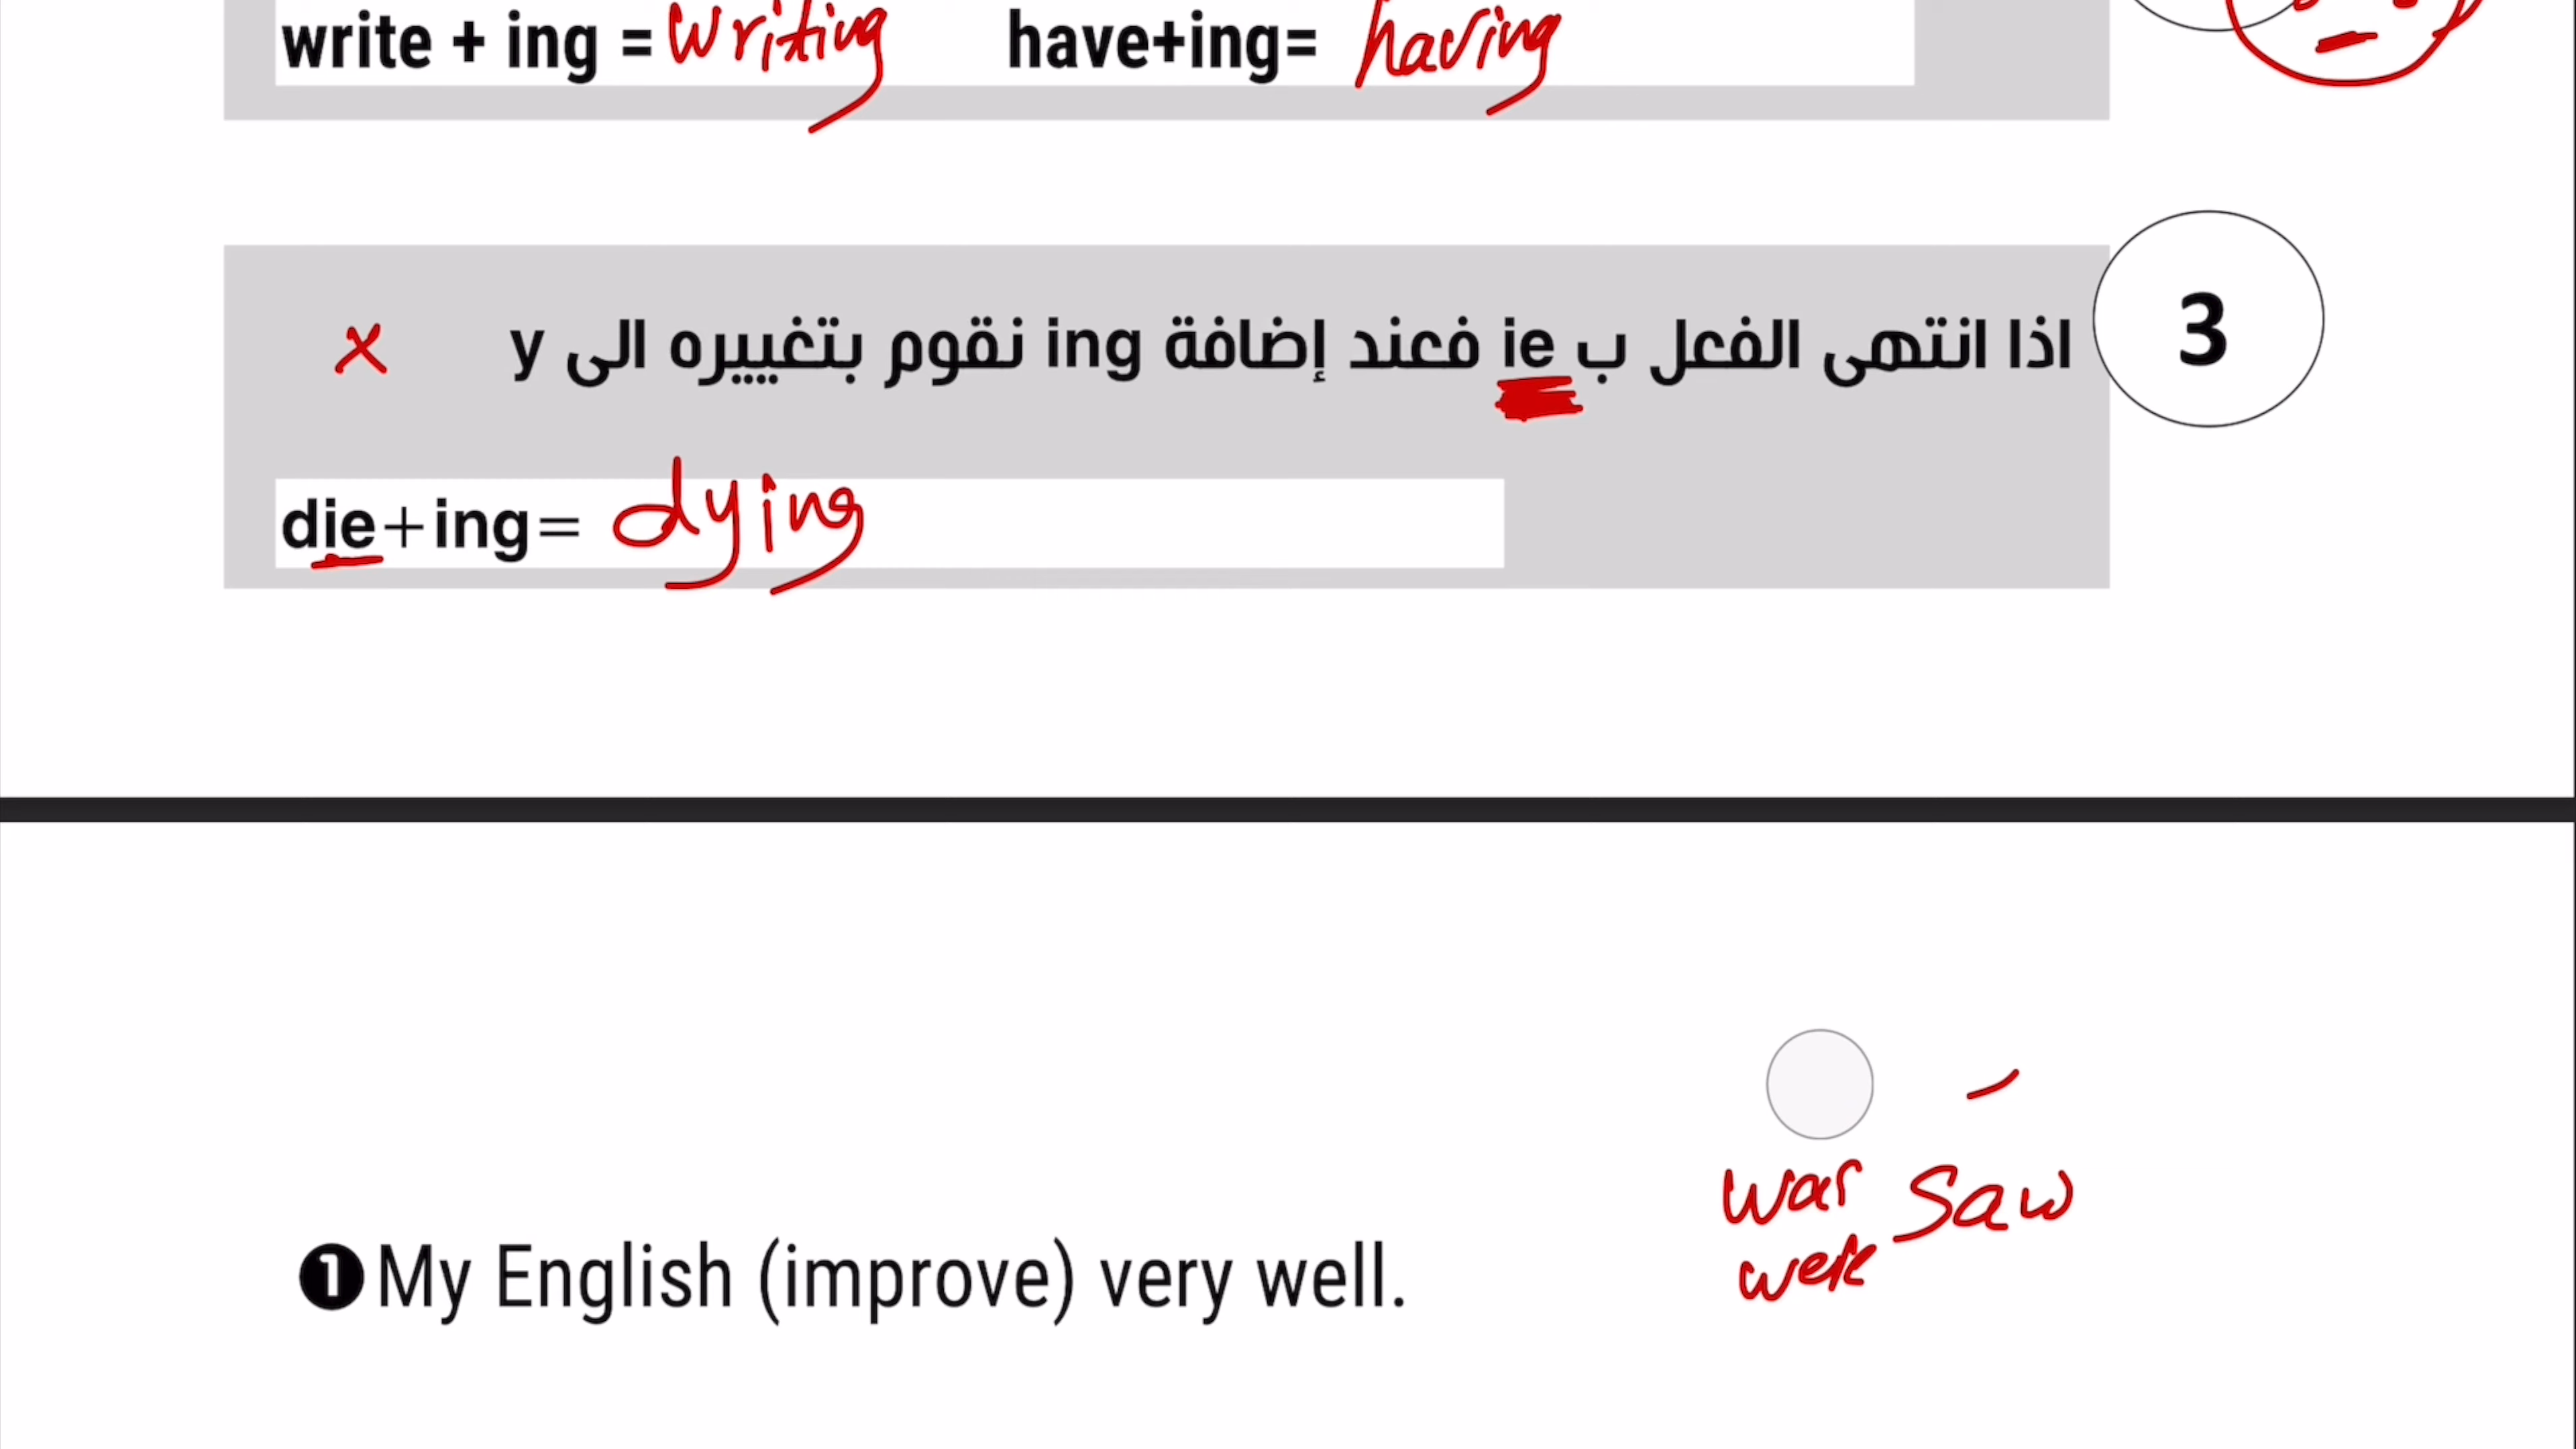 write + ing = writing have+ing= having
3
اذا انتهى الفعل ب ie فعند إضافة ing نقوم بتغييره الى y x
die+ing= dying
was saw
were
❶ My English (improve) very well.